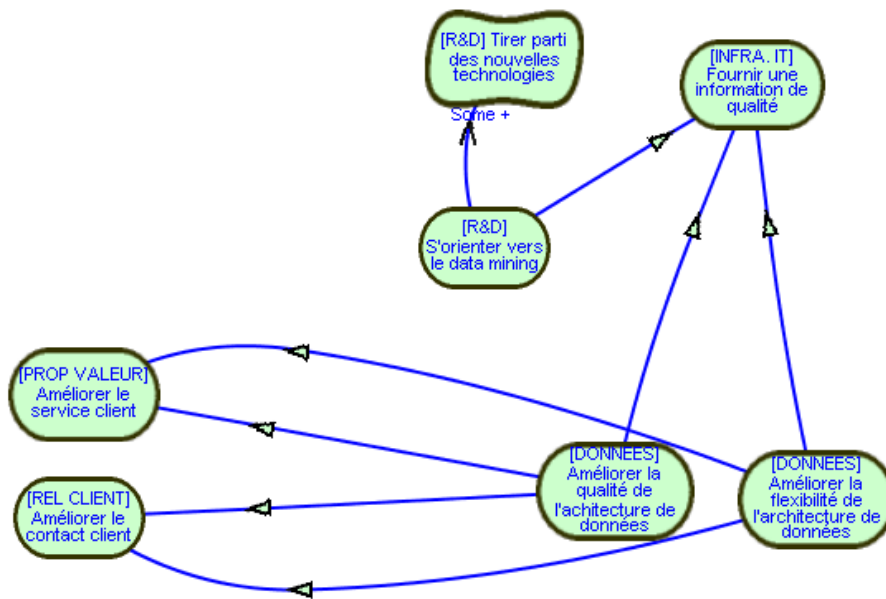 [R&D] Tirer parti
des nouvelles
technologies
[INFRA. IT]
Fournir une
information de
qualité
Some +
[R&D]
S'orienter vers
le data mining
[PROP VALEUR]
Améliorer le
service client
[DONNEES]
Améliorer la
qualité de
l'achitecture de
données
[DONNEES]
Améliorer la
flexibilité de
l'architecture de
données
[REL CLIENT]
Améliorer le
contact client